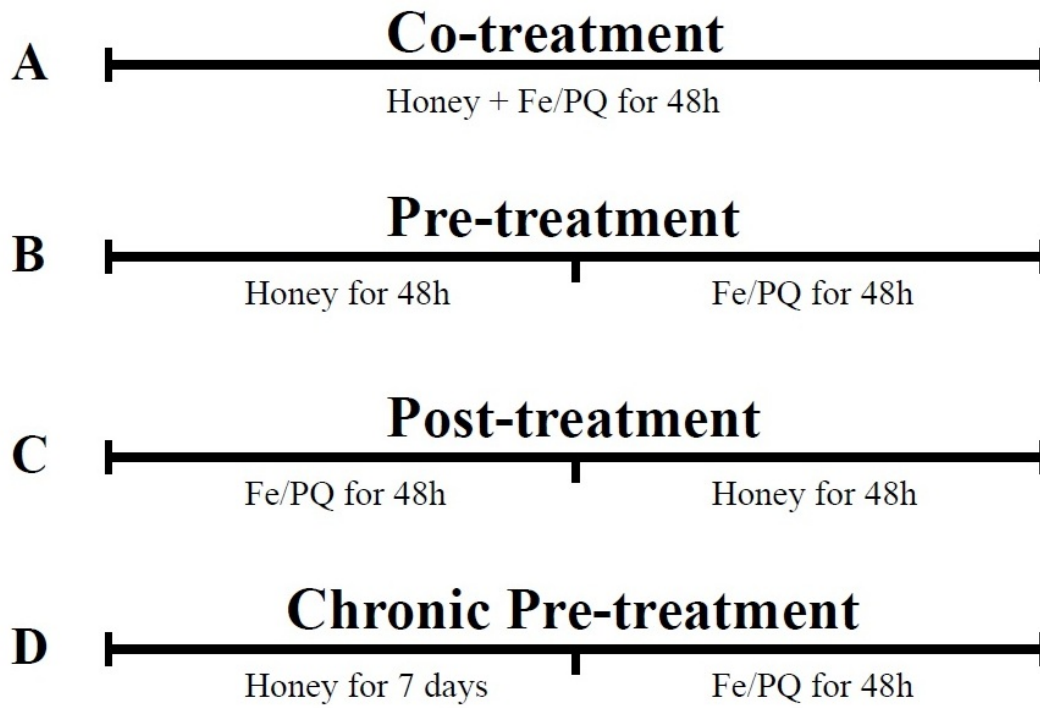 A
Co-treatment
Honey + Fe/PQ for 48h
B
Pre-treatment
Honey for 48h Fe/PQ for 48h
C
Post-treatment
Fe/PQ for 48h Honey for 48h
D
Chronic Pre-treatment
Honey for 7 days Fe/PQ for 48h